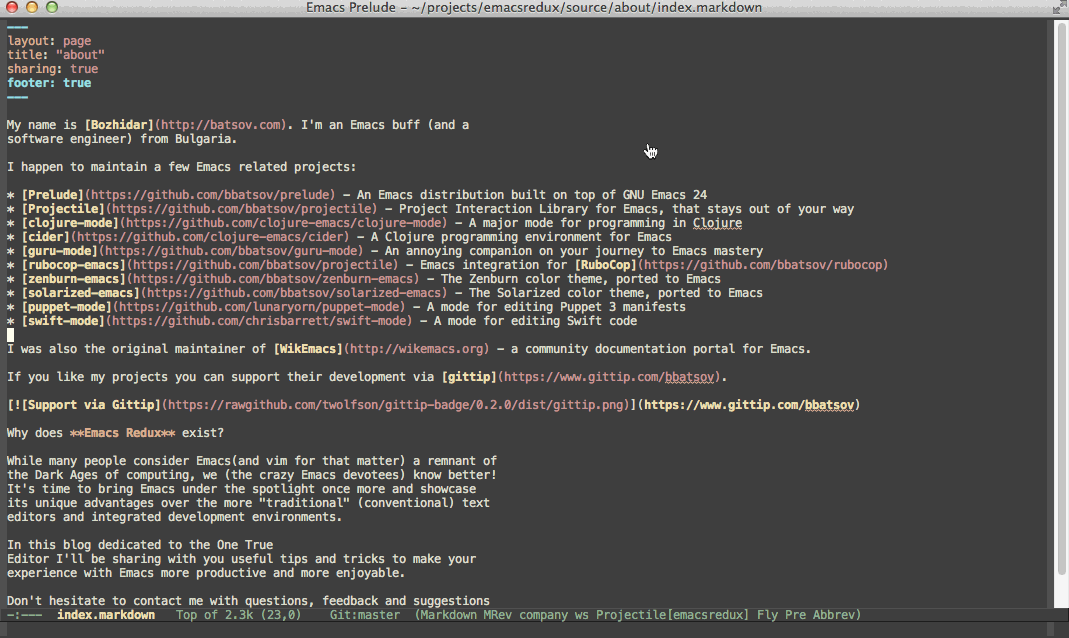 Emacs Prelude - ~/projects/emacsredux/source/about/index.markdown
---
layout: page
title: "about"
sharing: true
footer: true
---
My name is [Bozhidar](http://batsov.com). I'm an Emacs buff (and a
software engineer) from Bulgaria.
I happen to maintain a few Emacs related projects:
* [Prelude](https://github.com/bbatsov/prelude) - An Emacs distribution built on top of GNU Emacs 24
* [Projectile](https://github.com/bbatsov/projectile) - Project Interaction Library for Emacs, that stays out of your way
* [clojure-mode](https://github.com/clojure-emacs/clojure-mode) - A major mode for programming in Clojure
* [cider](https://github.com/clojure-emacs/cider) - A Clojure programming environment for Emacs
* [guru-mode](https://github.com/bbatsov/guru-mode) - An annoying companion on your journey to Emacs mastery
* [rubocop-emacs](https://github.com/bbatsov/projectile) - Emacs integration for [RuboCop](https://github.com/bbatsov/rubocop)
* [zenburn-emacs](https://github.com/bbatsov/zenburn-emacs) - The Zenburn color theme, ported to Emacs
* [solarized-emacs](https://github.com/bbatsov/solarized-emacs) - The Solarized color theme, ported to Emacs
* [puppet-mode](https://github.com/lunaryorn/puppet-mode) - A mode for editing Puppet 3 manifests
* [swift-mode](https://github.com/chrisbarrett/swift-mode) - A mode for editing Swift code
I was also the original maintainer of [WikEmacs](http://wikemacs.org) - a community documentation portal for Emacs.
If you like my projects you can support their development via [gittip](https://www.gittip.com/bbatsov).
[![Support via Gittip](https://rawgithub.com/twolfson/gittip-badge/0.2.0/dist/gittip.png)](https://www.gittip.com/bbatsov)
Why does **Emacs Redux** exist?
While many people consider Emacs(and vim for that matter) a remnant of
the Dark Ages of computing, we (the crazy Emacs devotees) know better!
It's time to bring Emacs under the spotlight once more and showcase
its unique advantages over the more "traditional" (conventional) text
editors and integrated development environments.
In this blog dedicated to the One True
Editor I'll be sharing with you useful tips and tricks to make your
experience with Emacs more productive and more enjoyable.
Don't hesitate to contact me with questions, feedback and suggestions
-:--- index.markdown Top of 2.3k (23,0) Git:master (Markdown MRev company ws Projectile[emacsredux] Fly Pre Abbrev)